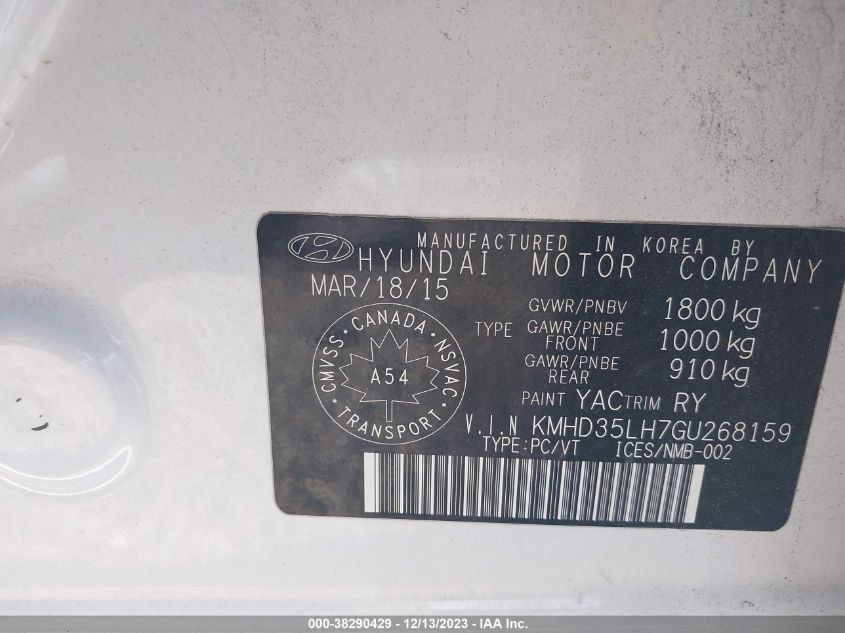 MANUFACTURED IN KOREA BY
HYUNDAI MOTOR COMPANY
MAR/18/15
GVWR/PNBV 1800 kg
TYPE GAWR/PNBE FRONT 1000 kg
GAWR/PNBE REAR 910 kg
CMVSS • CANADA • NSVAC • TRANSPORT •
A54
PAINT YAC TRIM RY
V.I.N KMHD35LH7GU268159
TYPE:PC/VT ICES/NMB-002
000-38290429 - 12/13/2023 - IAA Inc.